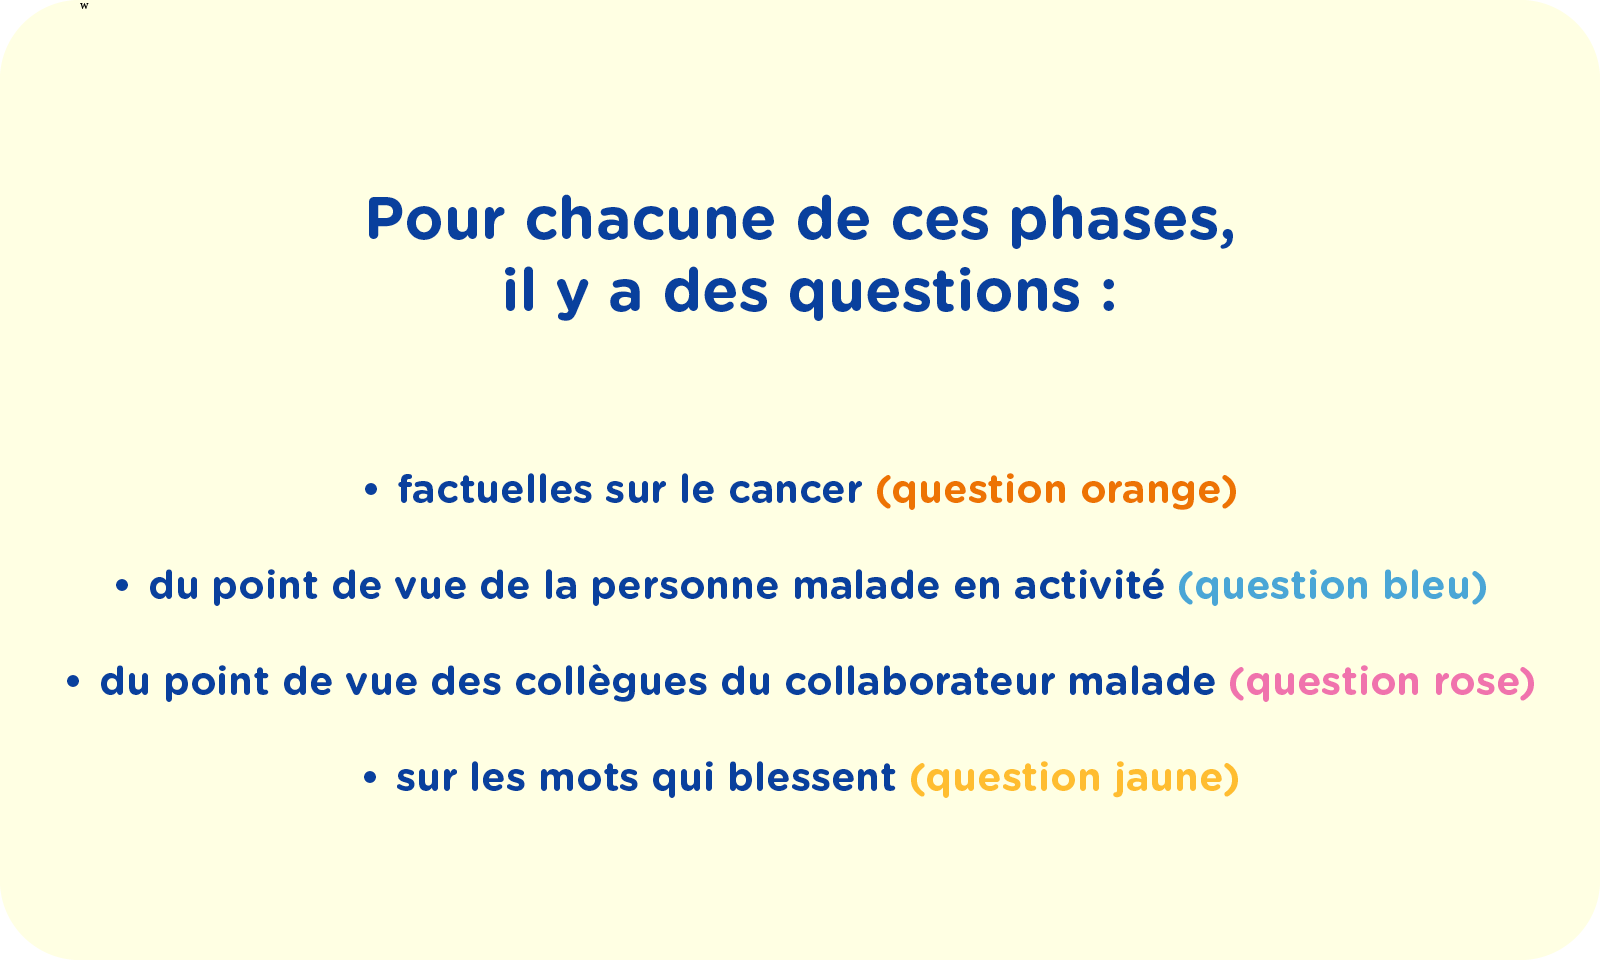 w
Pour chacune de ces phases,
il y a des questions :
• factuelles sur le cancer (question orange)
• du point de vue de la personne malade en activité (question bleu)
• du point de vue des collègues du collaborateur malade (question rose)
• sur les mots qui blessent (question jaune)